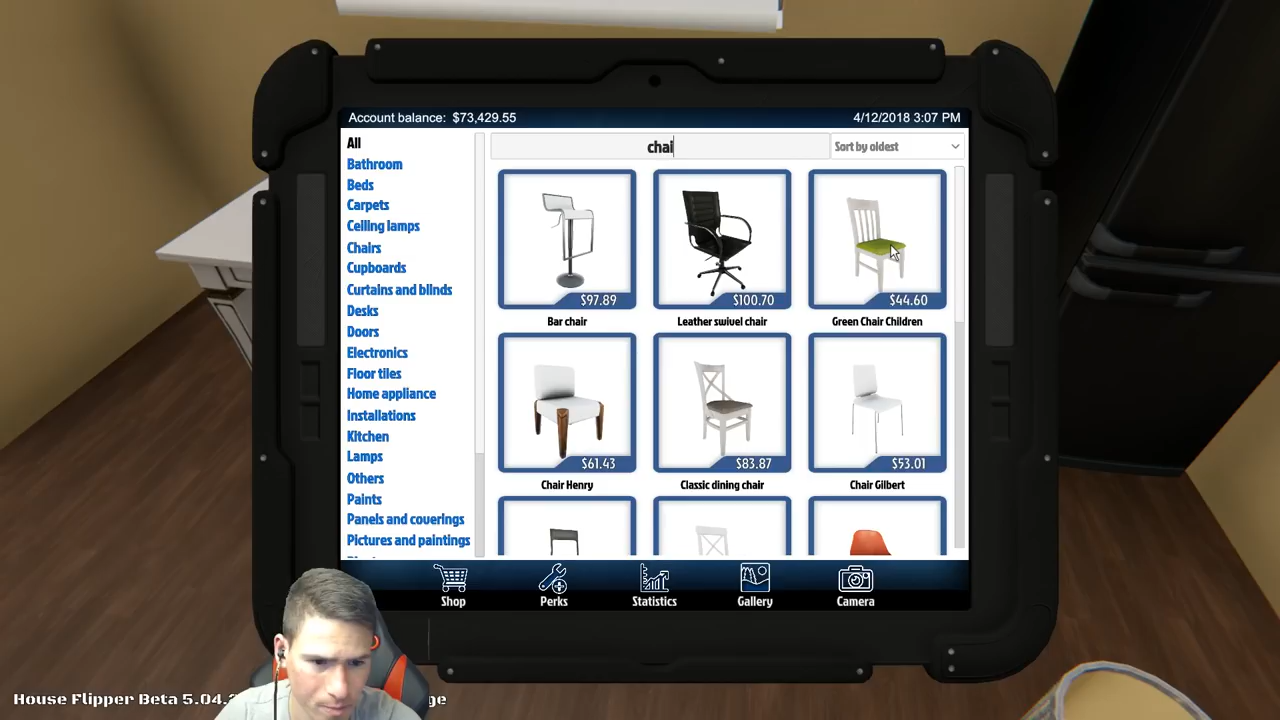 Account balance: $73,429.55
4/12/2018 3:07 PM
All
Bathroom
Beds
Carpets
Ceiling lamps
Chairs
Cupboards
Curtains and blinds
Desks
Doors
Electronics
Floor tiles
Home appliance
Installations
Kitchen
Lamps
Others
Paints
Panels and coverings
Pictures and paintings
chai
Sort by oldest
$97.89
$100.70
$44.60
Bar chair
Leather swivel chair
Green Chair Children
$61.43
$83.87
$53.01
Chair Henry
Classic dining chair
Chair Gilbert
Shop
Perks
Statistics
Gallery
Camera
House Flipper Beta 5.04.